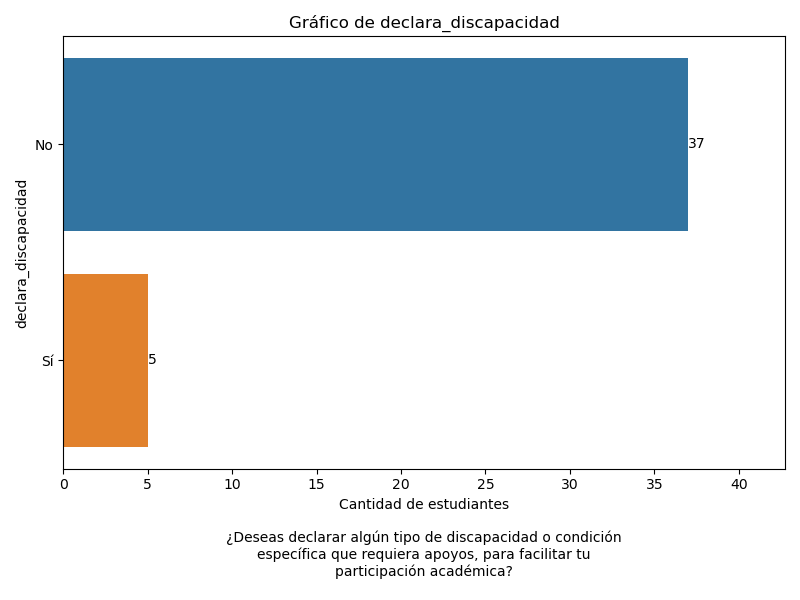 Gráfico de declara_discapacidad
declara_discapacidad
No
37
Sí
5
0 5 10 15 20 25 30 35 40
Cantidad de estudiantes
¿Deseas declarar algún tipo de discapacidad o condición
específica que requiera apoyos, para facilitar tu
participación académica?